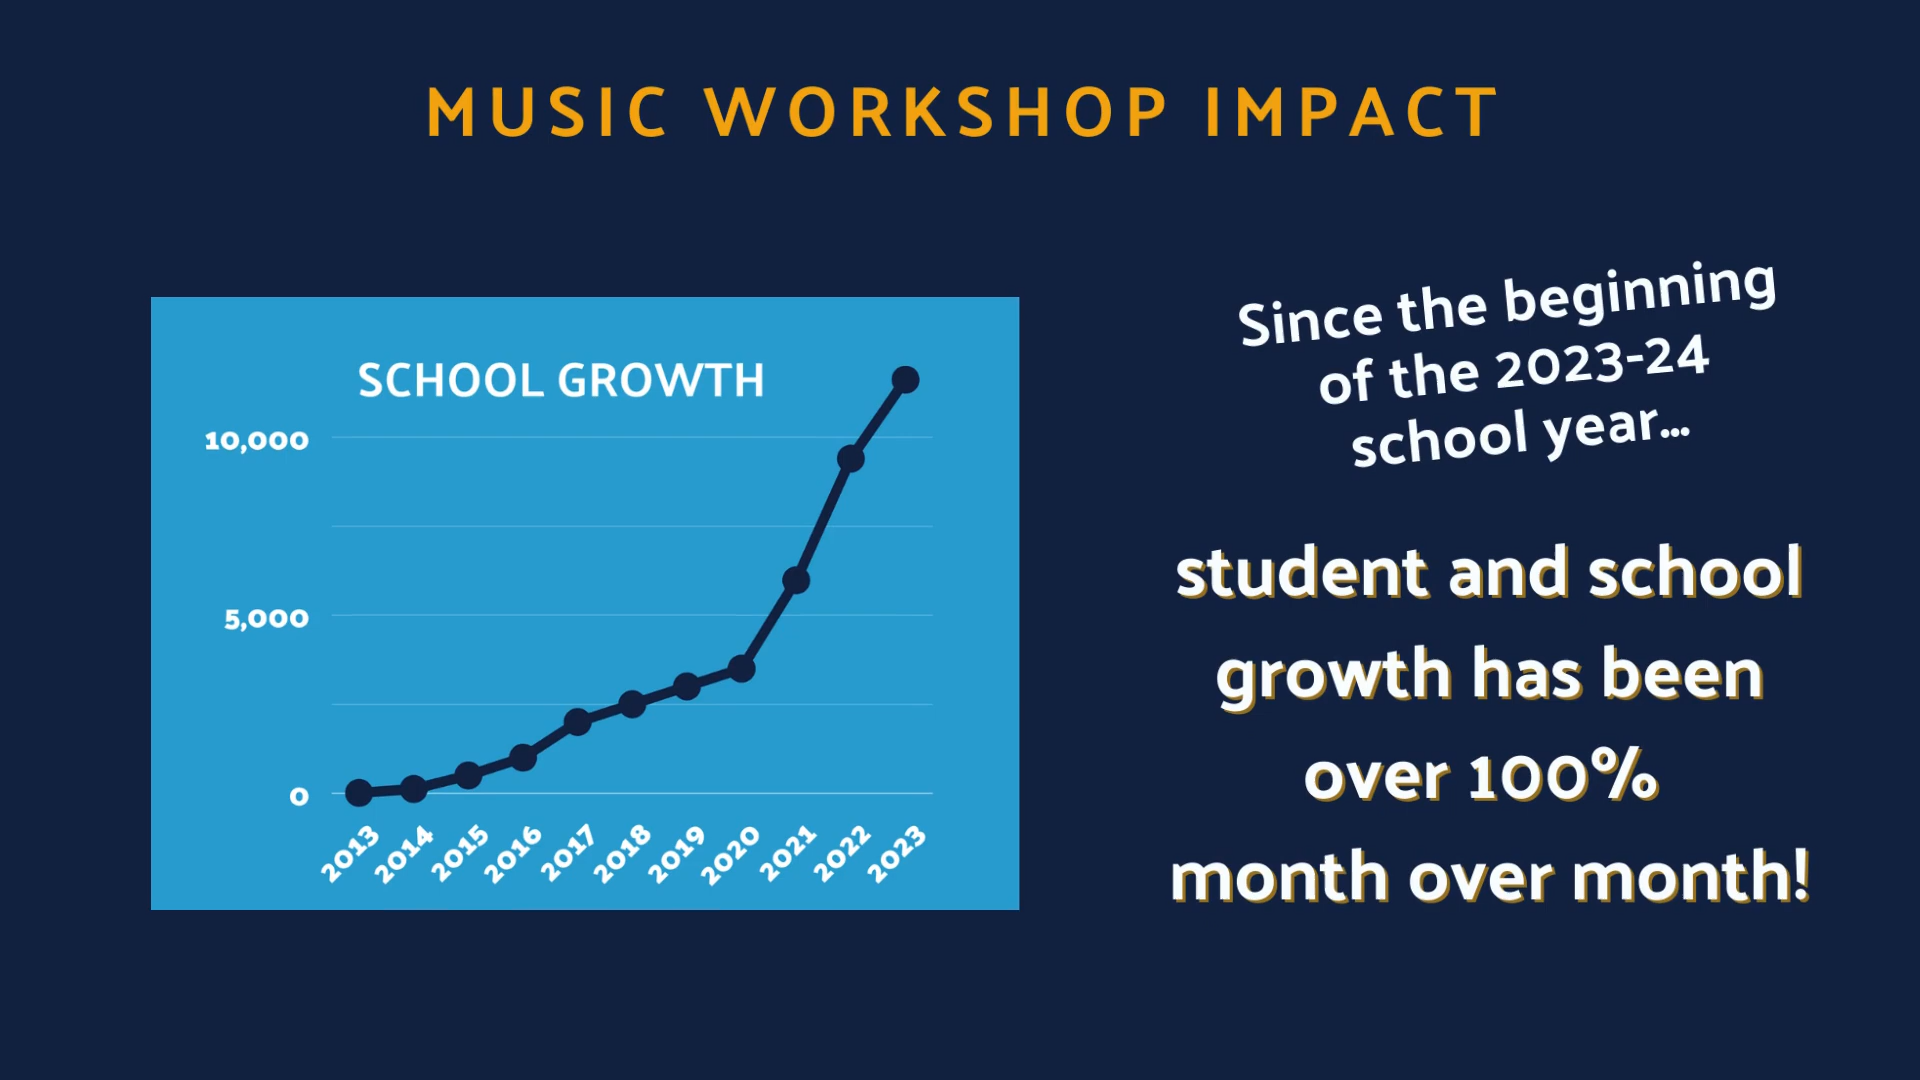 MUSIC WORKSHOP IMPACT
SCHOOL GROWTH
10,000
5,000
0
2013 2014 2015 2016 2017 2018 2019 2020 2021 2022 2023
Since the beginning
of the 2023-24
school year...
student and school
growth has been
over 100%
month over month!